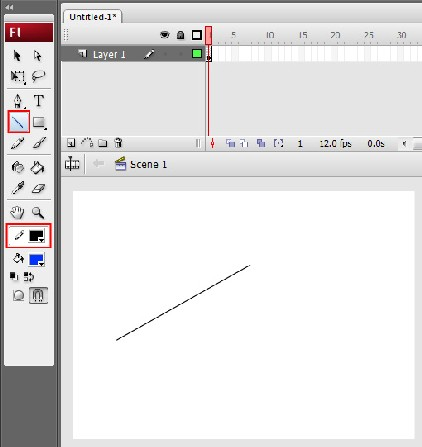 Fl
Untitled-1*
5 10 15 20 25 30
Layer 1
T
1 12.0 fps 0.0s
Scene 1